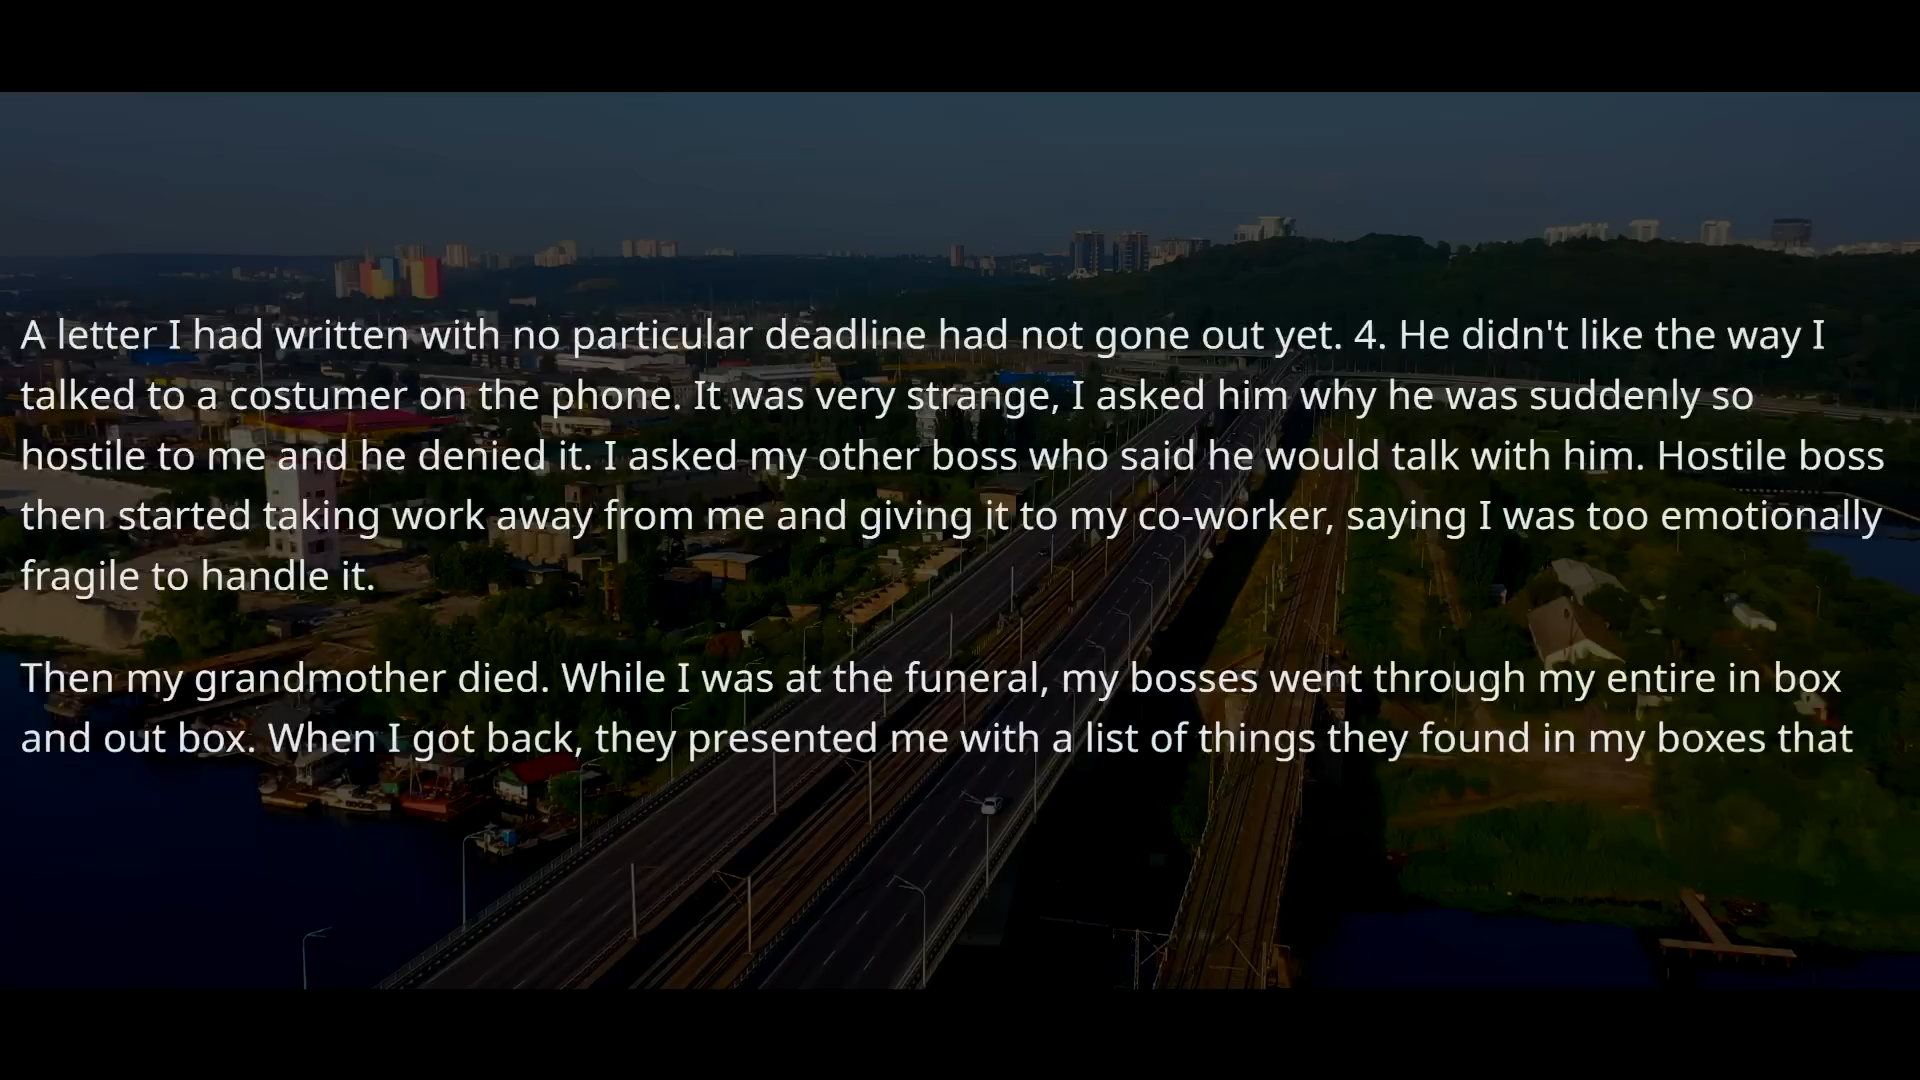 A letter I had written with no particular deadline had not gone out yet. 4. He didn't like the way I
talked to a costumer on the phone. It was very strange, I asked him why he was suddenly so
hostile to me and he denied it. I asked my other boss who said he would talk with him. Hostile boss
then started taking work away from me and giving it to my co-worker, saying I was too emotionally
fragile to handle it.
Then my grandmother died. While I was at the funeral, my bosses went through my entire in box
and out box. When I got back, they presented me with a list of things they found in my boxes that